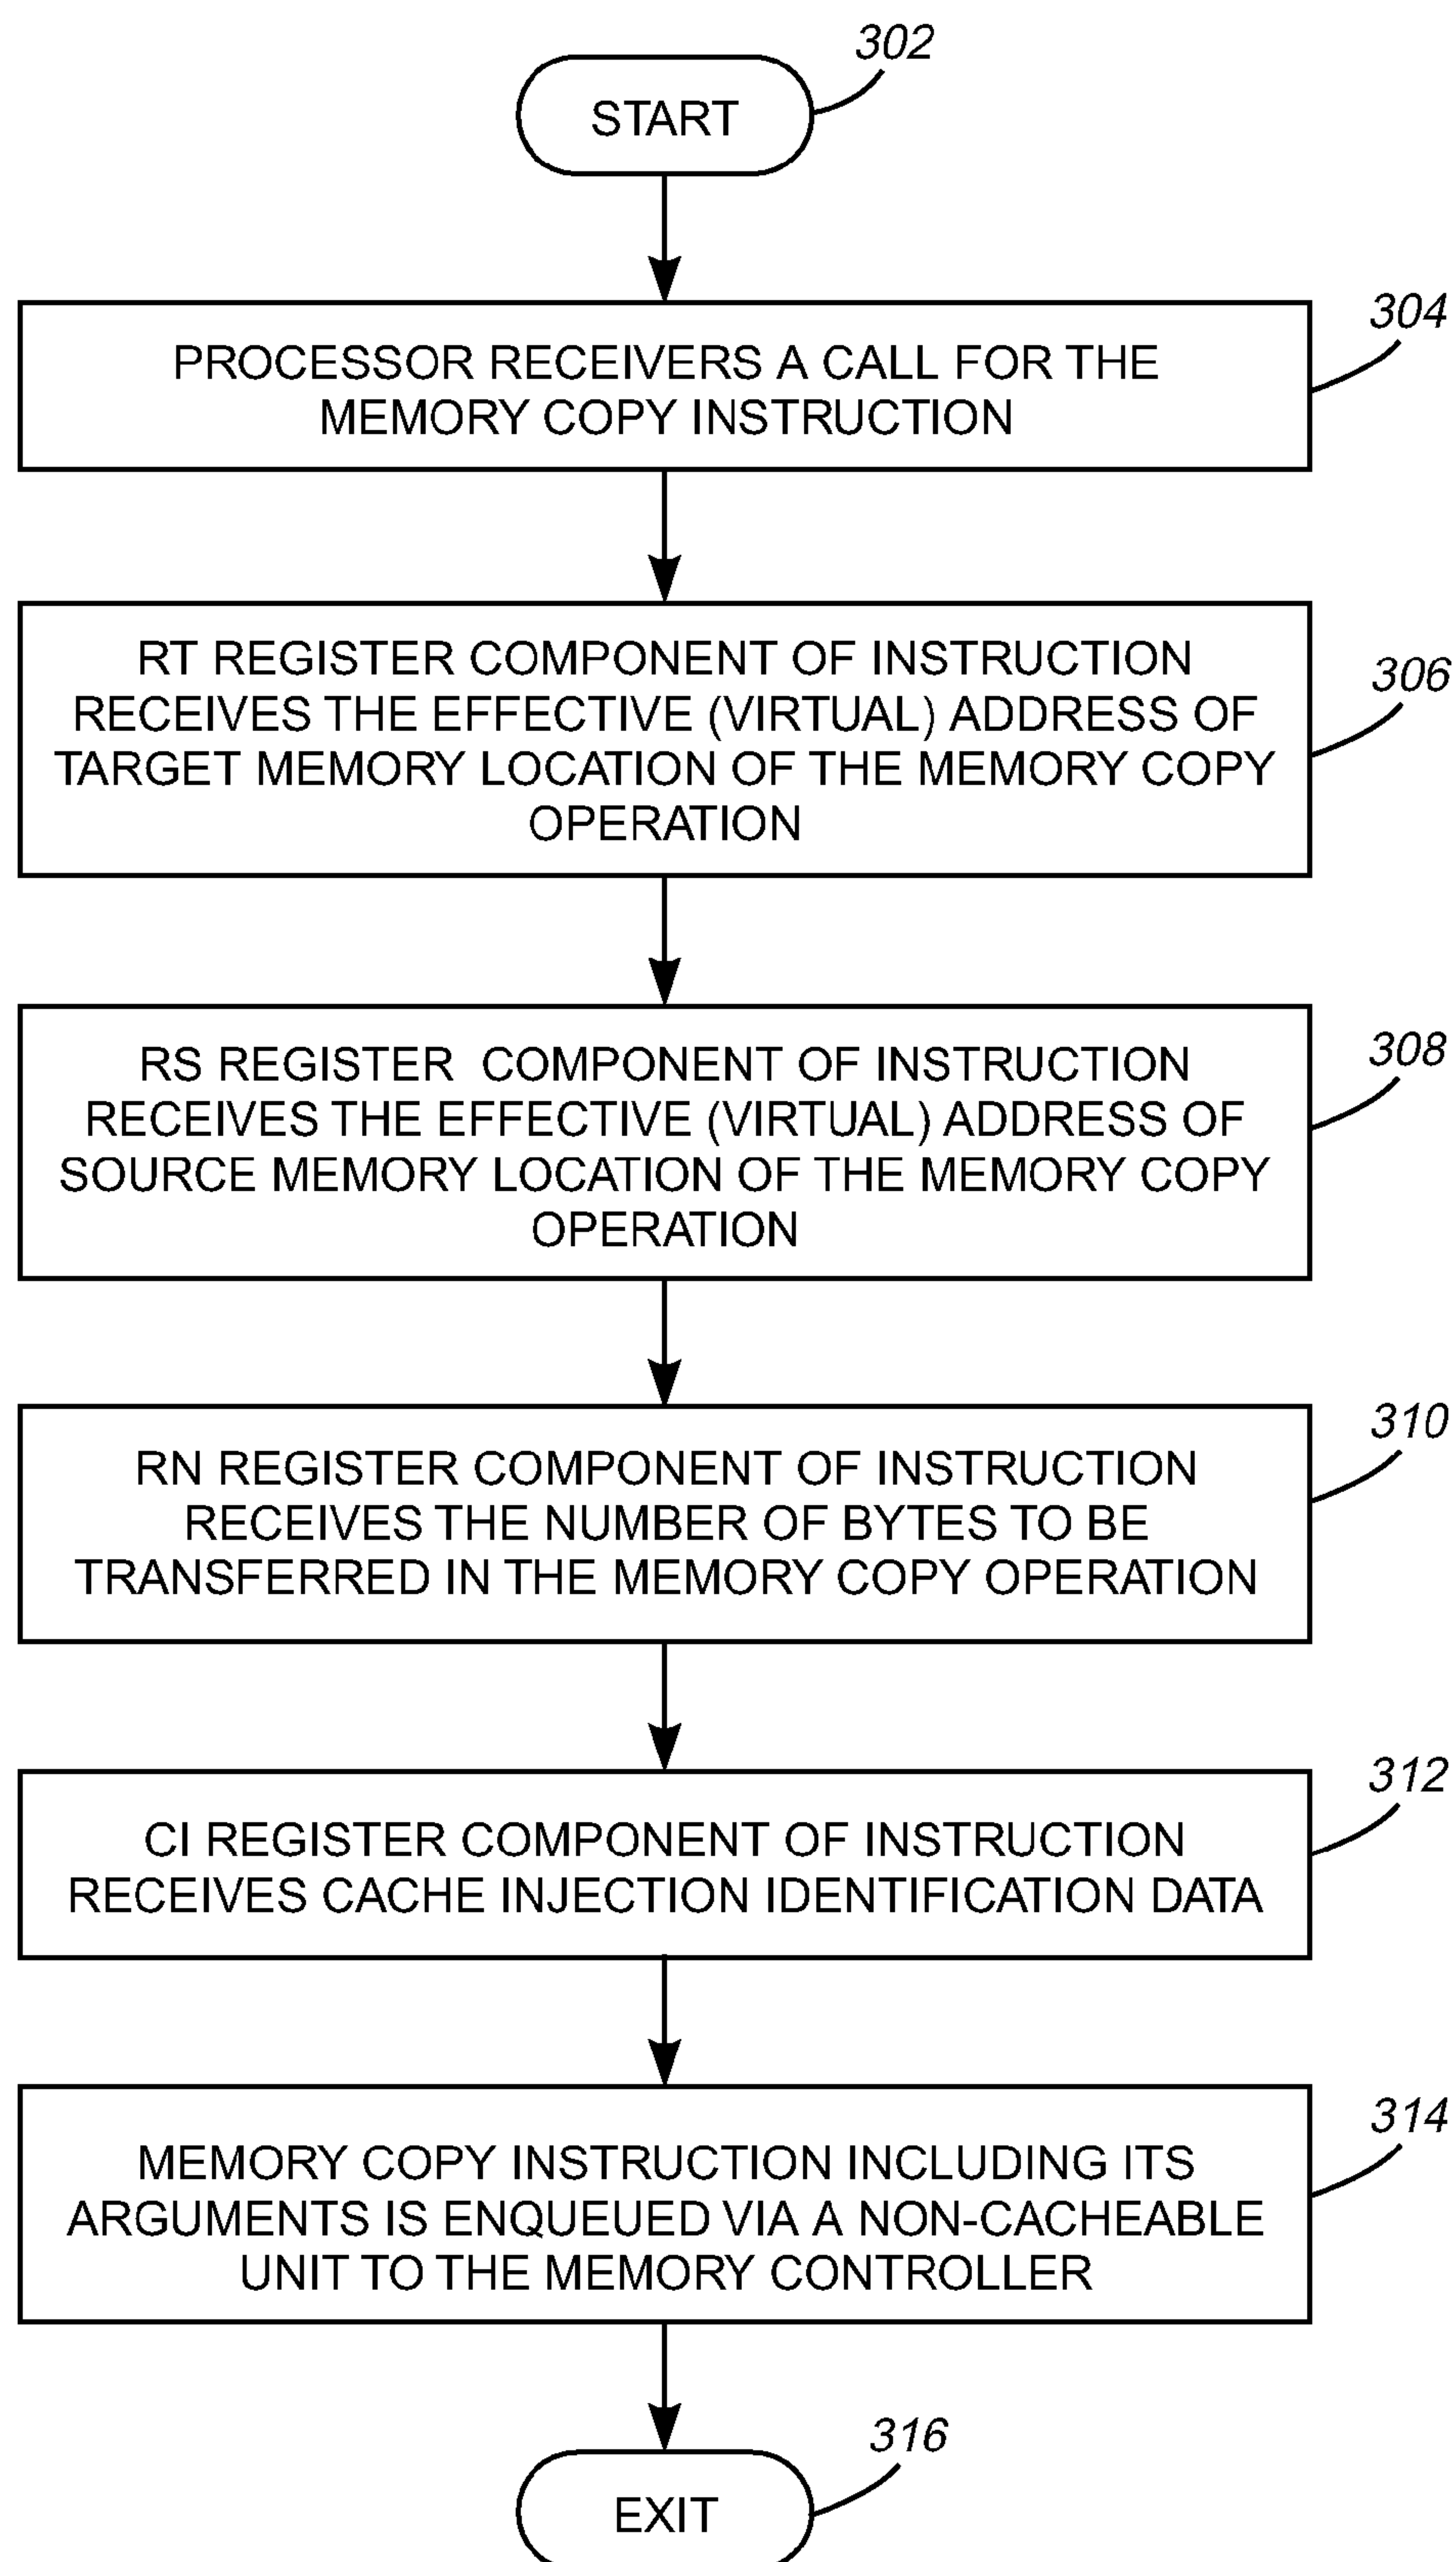 302
START
304
PROCESSOR RECEIVERS A CALL FOR THE
MEMORY COPY INSTRUCTION
306
RT REGISTER COMPONENT OF INSTRUCTION
RECEIVES THE EFFECTIVE (VIRTUAL) ADDRESS OF
TARGET MEMORY LOCATION OF THE MEMORY COPY
OPERATION
308
RS REGISTER COMPONENT OF INSTRUCTION
RECEIVES THE EFFECTIVE (VIRTUAL) ADDRESS OF
SOURCE MEMORY LOCATION OF THE MEMORY COPY
OPERATION
310
RN REGISTER COMPONENT OF INSTRUCTION
RECEIVES THE NUMBER OF BYTES TO BE
TRANSFERRED IN THE MEMORY COPY OPERATION
312
CI REGISTER COMPONENT OF INSTRUCTION
RECEIVES CACHE INJECTION IDENTIFICATION DATA
314
MEMORY COPY INSTRUCTION INCLUDING ITS
ARGUMENTS IS ENQUEUED VIA A NON-CACHEABLE
UNIT TO THE MEMORY CONTROLLER
316
EXIT